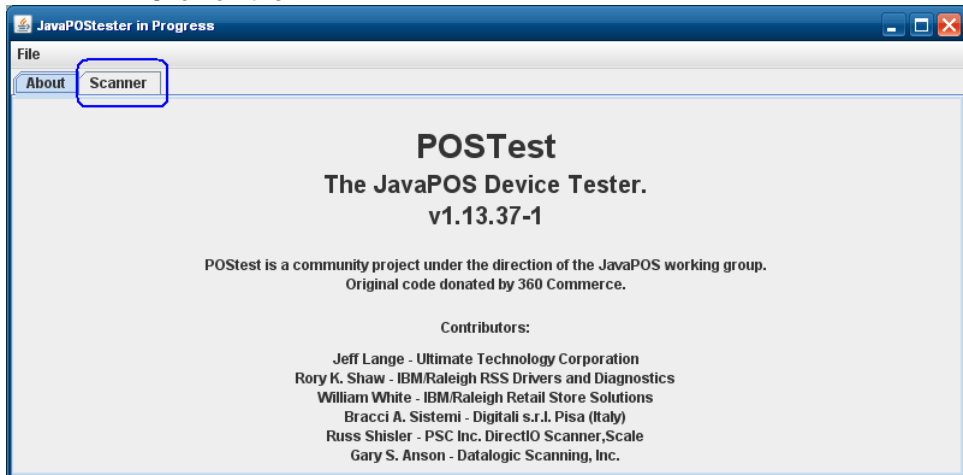 JavaPOStester in Progress
File
About Scanner
POSTest
The JavaPOS Device Tester.
v1.13.37-1
POStest is a community project under the direction of the JavaPOS working group.
Original code donated by 360 Commerce.
Contributors:
Jeff Lange - Ultimate Technology Corporation
Rory K. Shaw - IBM/Raleigh RSS Drivers and Diagnostics
William White - IBM/Raleigh Retail Store Solutions
Bracci A. Sistemi - Digitali s.r.l. Pisa (Italy)
Russ Shisler - PSC Inc. DirectIO Scanner,Scale
Gary S. Anson - Datalogic Scanning, Inc.